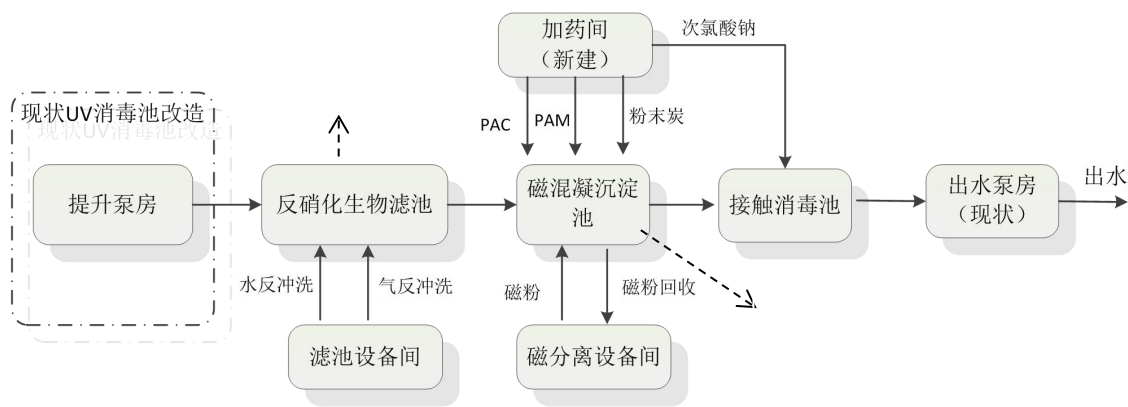 加药间
（新建）
次氯酸钠
现状UV消毒池改造
现状UV消毒池改造
PAC
PAM
粉末炭
提升泵房
反硝化生物滤池
磁混凝沉淀
池
接触消毒池
出水泵房
（现状）
出水
水反冲洗
气反冲洗
磁粉
磁粉回收
滤池设备间
磁分离设备间